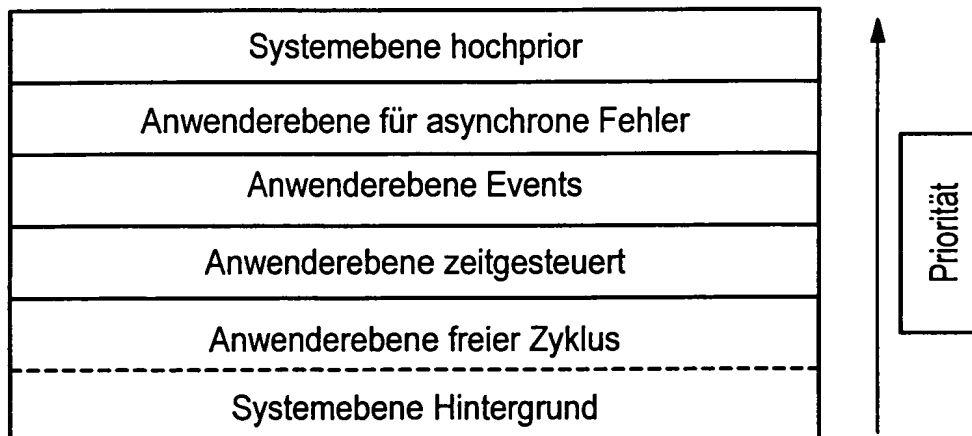 Systemebene hochprior
Anwenderebene für asynchrone Fehler
Anwenderebene Events
Anwenderebene zeitgesteuert
Anwenderebene freier Zyklus
Systemebene Hintergrund
Priorität